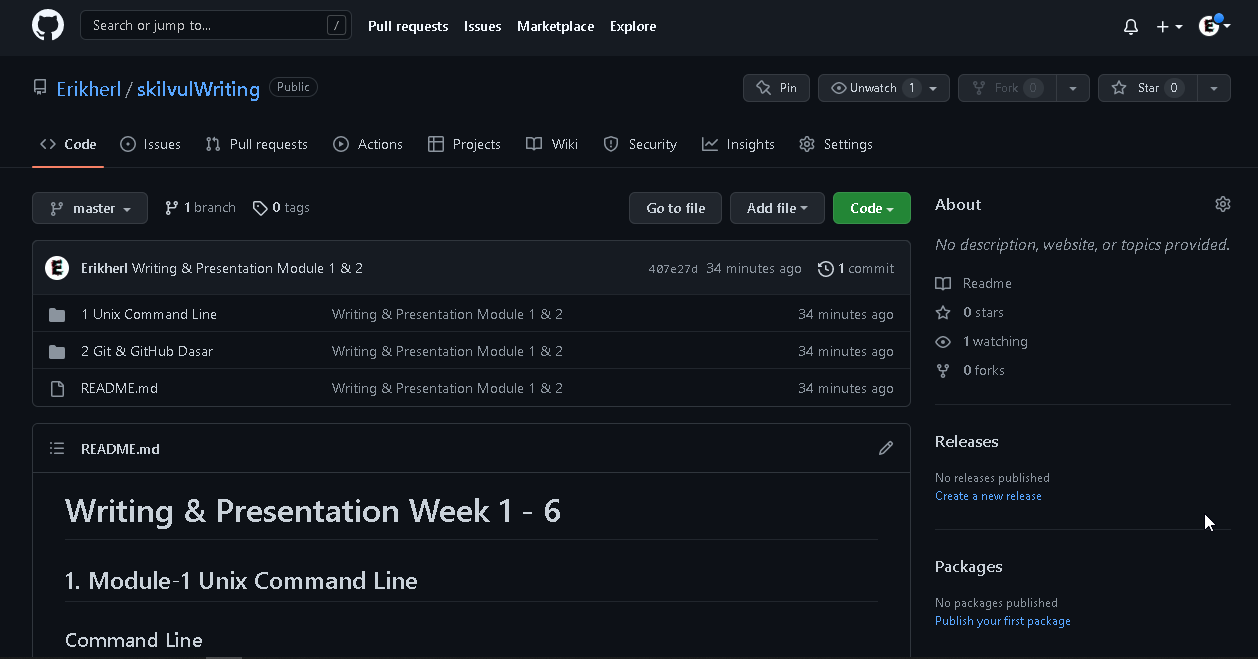 Search or jump to... / Pull requests Issues Marketplace Explore
Erikherl / skilvulWriting Public Pin Unwatch 1 Fork 0 Star 0
Code Issues Pull requests Actions Projects Wiki Security Insights Settings
master 1 branch 0 tags Go to file Add file Code
Erikherl Writing & Presentation Module 1 & 2 407e27d 34 minutes ago 1 commit
1 Unix Command Line Writing & Presentation Module 1 & 2 34 minutes ago
2 Git & GitHub Dasar Writing & Presentation Module 1 & 2 34 minutes ago
README.md Writing & Presentation Module 1 & 2 34 minutes ago
README.md
Writing & Presentation Week 1 - 6
1. Module-1 Unix Command Line
Command Line
About
No description, website, or topics provided.
Readme
0 stars
1 watching
0 forks
Releases
No releases published
Create a new release
Packages
No packages published
Publish your first package